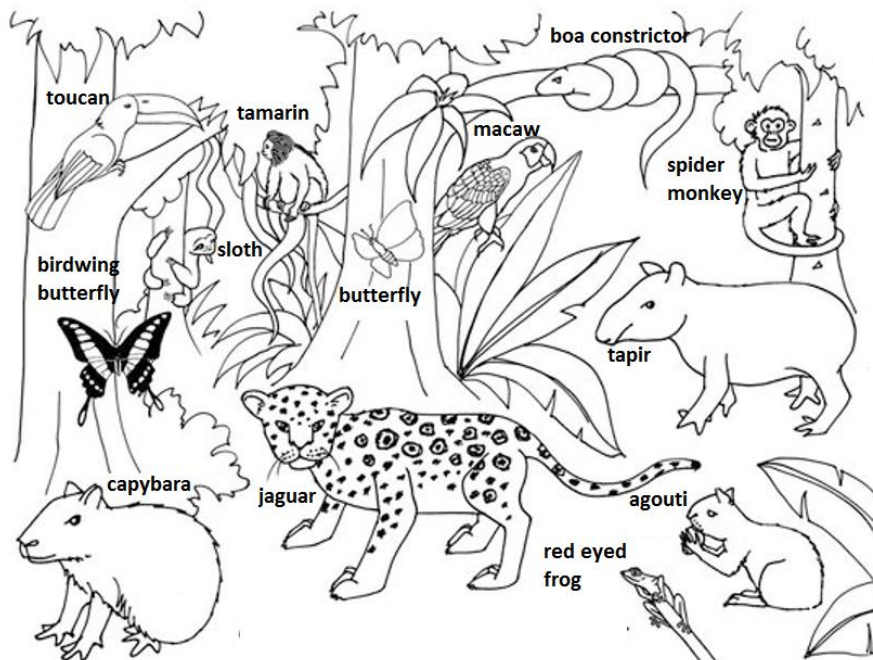 boa constrictor
toucan
tamarin
macaw
spider
monkey
sloth
birdwing
butterfly
butterfly
tapir
capybara
jaguar
agouti
red eyed
frog